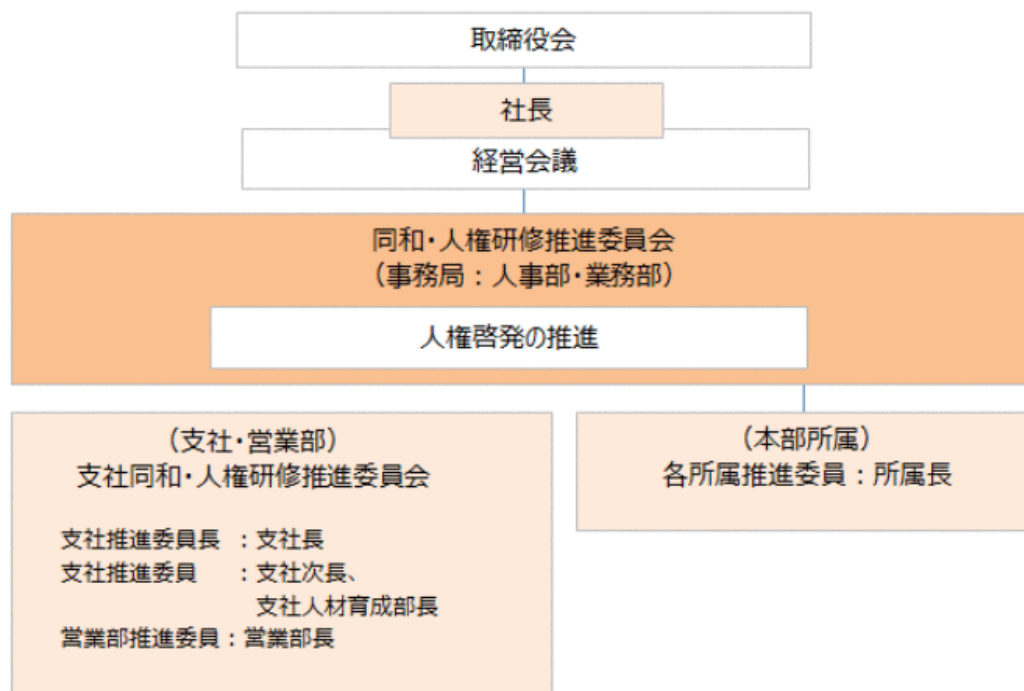 取締役会
社長
経営会議
同和・人権研修推進委員会
(事務局:人事部・業務部)
人権啓発の推進
(支社・営業部)
支社同和・人権研修推進委員会
支社推進委員長 :支社長
支社推進委員 :支社次長、
支社人材育成部長
営業部推進委員:営業部長
(本部所属)
各所属推進委員:所属長